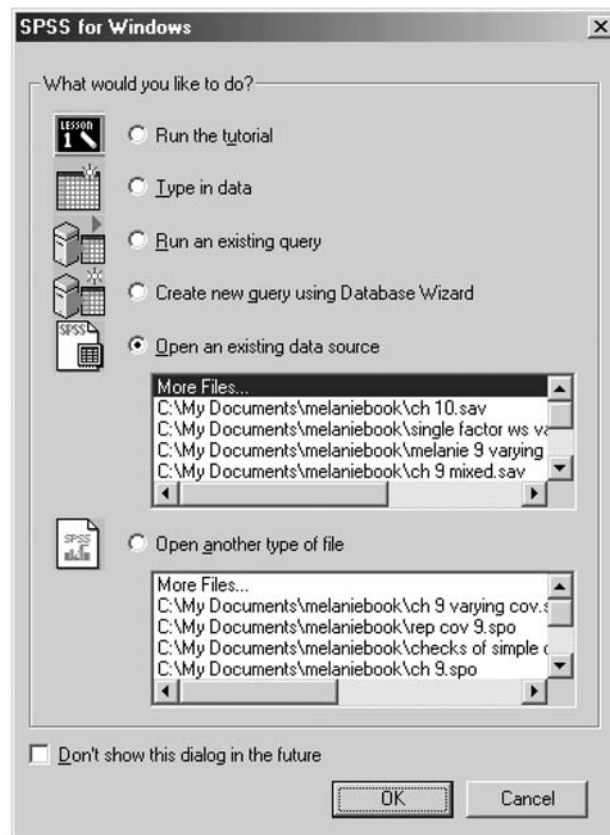 SPSS for Windows
What would you like to do?
LESSON
1
Run the tutorial
Type in data
Run an existing query
Create new query using Database Wizard
SPSS
Open an existing data source
More Files...
C:\My Documents\melaniebook\ch 10.sav
C:\My Documents\melaniebook\single factor ws va
C:\My Documents\melaniebook\melanie 9 varying
C:\My Documents\melaniebook\ch 9 mixed.sav
SPSS
Open another type of file
More Files...
C:\My Documents\melaniebook\ch 9 varying cov.s
C:\My Documents\melaniebook\rep cov 9.spo
C:\My Documents\melaniebook\checks of simple
C:\My Documents\melaniebook\ch 9.spo
Don't show this dialog in the future
OK
Cancel